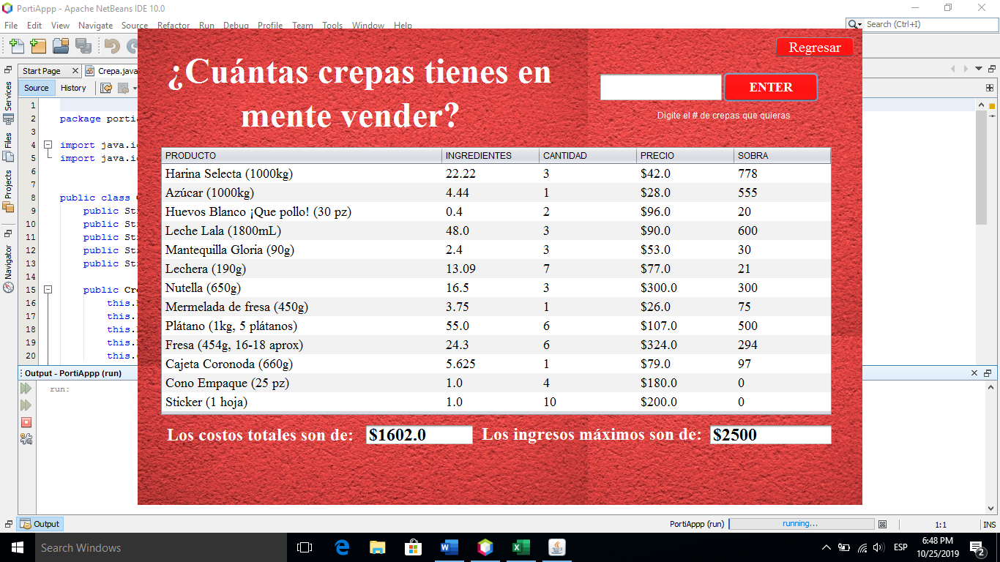 PortiAppp - Apache NetBeans IDE 10.0
File Edit View Navigate Source Refactor Run Debug Profile Team Tools Window Help
Search (Ctrl+I)
Start Page
Crepa.java
Source History
Services
Files
Projects
Navigator
1
2 package portia
3
4 import java.io
5 import java.io
6
7
8 public class
9 public St
10 public St
11 public St
12 public St
13 public St
14
15 public Cre
16 this.
17 this.
18 this.
19 this.
20 this.
Regresar
¿Cuántas crepas tienes en
mente vender?
ENTER
Digite el # de crepas que quieras
PRODUCTO INGREDIENTES CANTIDAD PRECIO SOBRA
Harina Selecta (1000kg) 22.22 3 $42.0 778
Azúcar (1000kg) 4.44 1 $28.0 555
Huevos Blanco ¡Que pollo! (30 pz) 0.4 2 $96.0 20
Leche Lala (1800mL) 48.0 3 $90.0 600
Mantequilla Gloria (90g) 2.4 3 $53.0 30
Lechera (190g) 13.09 7 $77.0 21
Nutella (650g) 16.5 3 $300.0 300
Mermelada de fresa (450g) 3.75 1 $26.0 75
Plátano (1kg, 5 plátanos) 55.0 6 $107.0 500
Fresa (454g, 16-18 aprox) 24.3 6 $324.0 294
Cajeta Coronoda (660g) 5.625 1 $79.0 97
Cono Empaque (25 pz) 1.0 4 $180.0 0
Sticker (1 hoja) 1.0 10 $200.0 0
Los costos totales son de: $1602.0 Los ingresos máximos son de: $2500
Output - PortiAppp (run)
run:
Output
PortiAppp (run) running... 1:1 INS
Search Windows
ESP
6:48 PM
10/25/2019
2